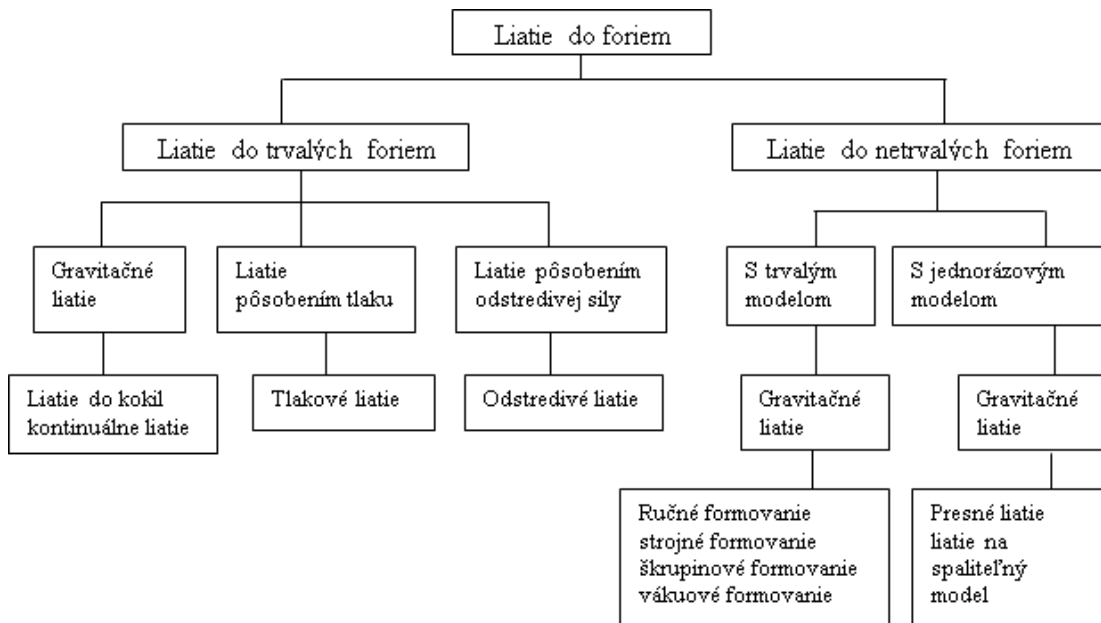 Liatie do foriem
Liatie do trvalých foriem
Liatie do netrvalých foriem
Gravitačné
liatie
Liatie
pôsobením tlaku
Liatie pôsobením
odstredivej sily
S trvalým
modelom
S jednorázovým
modelom
Liatie do kokil
kontinuálne liatie
Tlakové liatie
Odstredivé liatie
Gravitačné
liatie
Gravitačné
liatie
Ručné formovanie
strojné formovanie
škrupinové formovanie
vákuové formovanie
Presné liatie
liatie na
spaliteľný
model